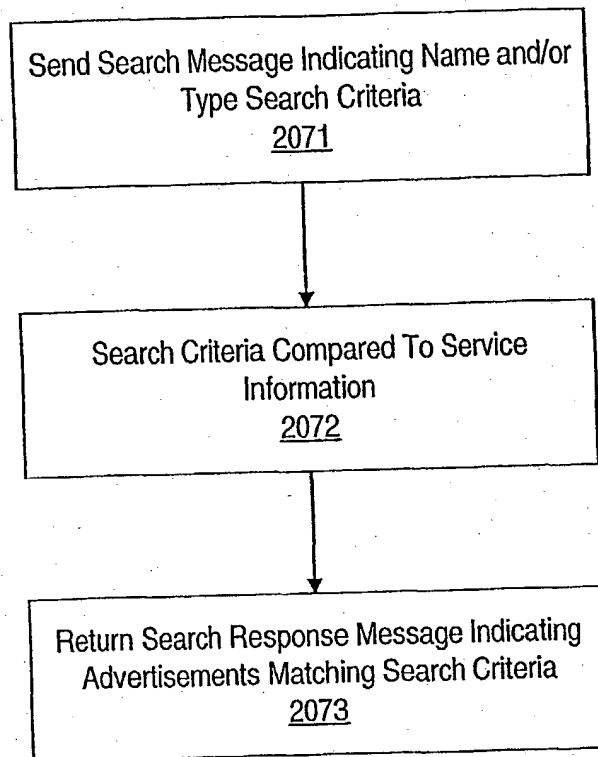 Send Search Message Indicating Name and/or
Type Search Criteria
2071
Search Criteria Compared To Service
Information
2072
Return Search Response Message Indicating
Advertisements Matching Search Criteria
2073